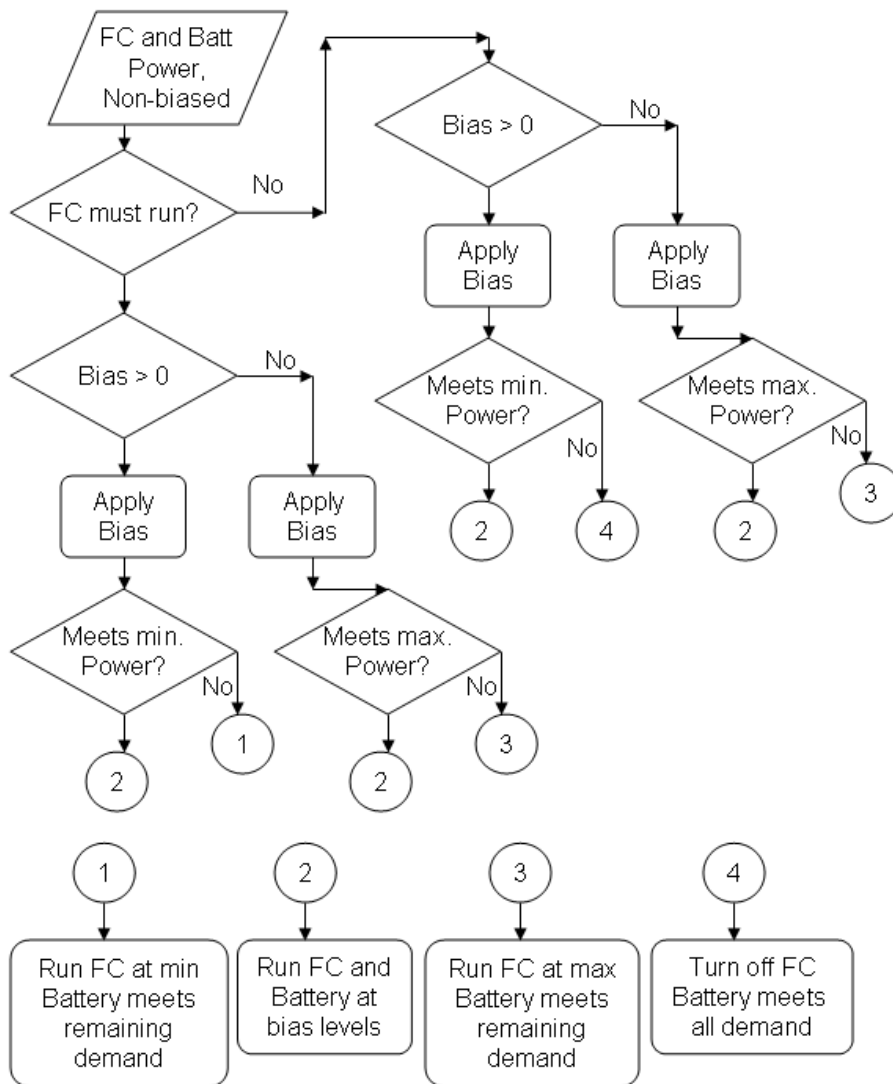 FC and Batt
Power,
Non-biased
FC must run?
No
Bias > 0
No
Apply
Bias
Apply
Bias
Meets min.
Power?
No
Meets max.
Power?
No
2
4
2
3
Bias > 0
No
Apply
Bias
Apply
Bias
Meets min.
Power?
No
Meets max.
Power?
No
2
1
2
3
1
2
3
4
Run FC at min
Battery meets
remaining
demand
Run FC and
Battery at
bias levels
Run FC at max
Battery meets
remaining
demand
Turn off FC
Battery meets
all demand